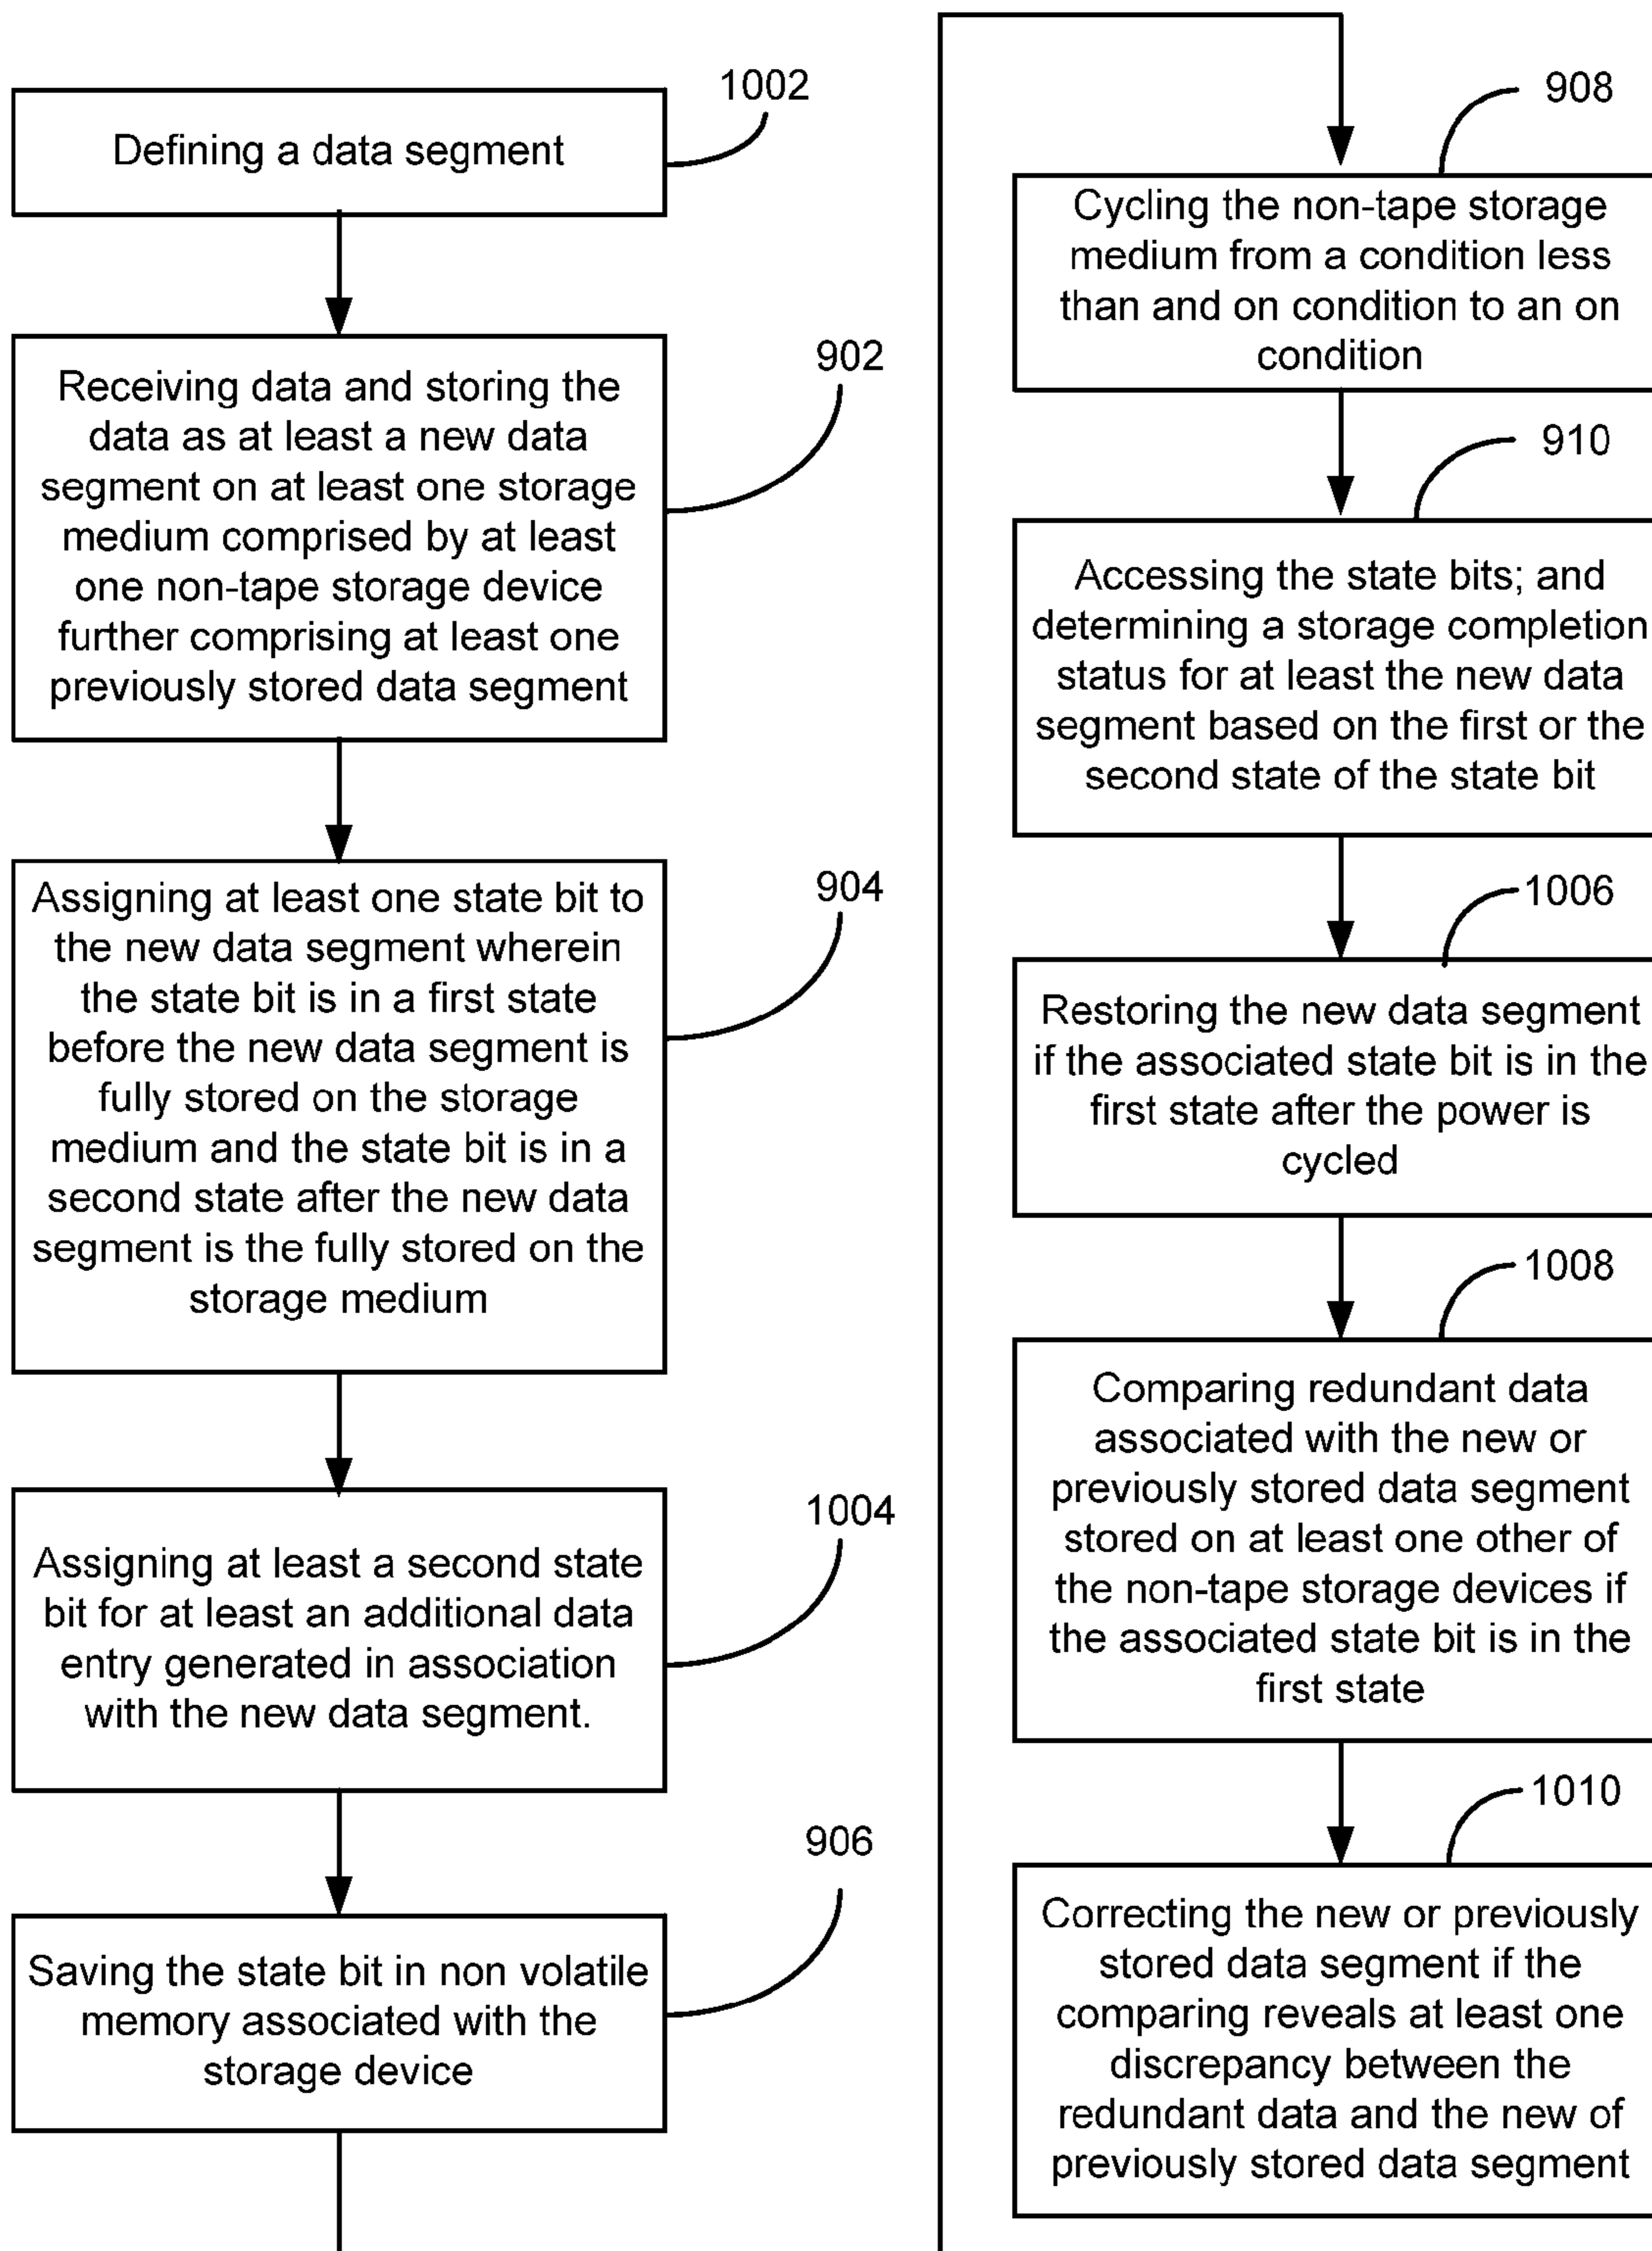 1002
Defining a data segment
902
Receiving data and storing the
data as at least a new data
segment on at least one storage
medium comprised by at least
one non-tape storage device
further comprising at least one
previously stored data segment
904
Assigning at least one state bit to
the new data segment wherein
the state bit is in a first state
before the new data segment is
fully stored on the storage
medium and the state bit is in a
second state after the new data
segment is the fully stored on the
storage medium
1004
Assigning at least a second state
bit for at least an additional data
entry generated in association
with the new data segment.
906
Saving the state bit in non volatile
memory associated with the
storage device
908
Cycling the non-tape storage
medium from a condition less
than and on condition to an on
condition
910
Accessing the state bits; and
determining a storage completion
status for at least the new data
segment based on the first or the
second state of the state bit
1006
Restoring the new data segment
if the associated state bit is in the
first state after the power is
cycled
1008
Comparing redundant data
associated with the new or
previously stored data segment
stored on at least one other of
the non-tape storage devices if
the associated state bit is in the
first state
1010
Correcting the new or previously
stored data segment if the
comparing reveals at least one
discrepancy between the
redundant data and the new of
previously stored data segment